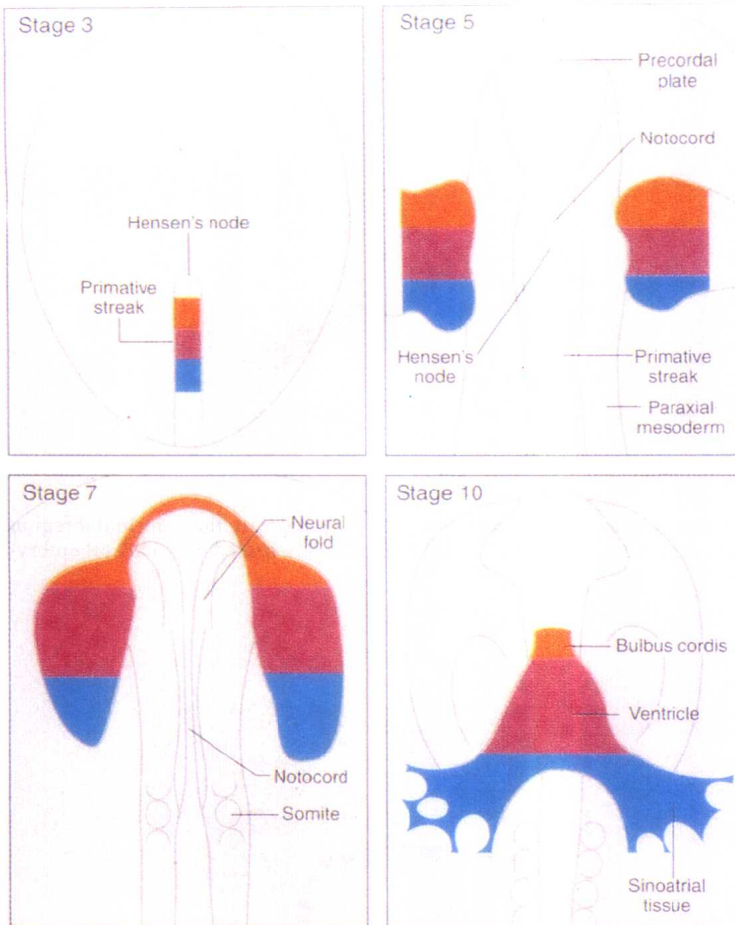 Stage 3
Hensen's node
Primative
streak
Stage 5
Precordal
plate
Notocord
Hensen's
node
Primative
streak
Paraxial
mesoderm
Stage 7
Neural
fold
Notocord
Somite
Stage 10
Bulbus cordis
Ventricle
Sinoatrial
tissue